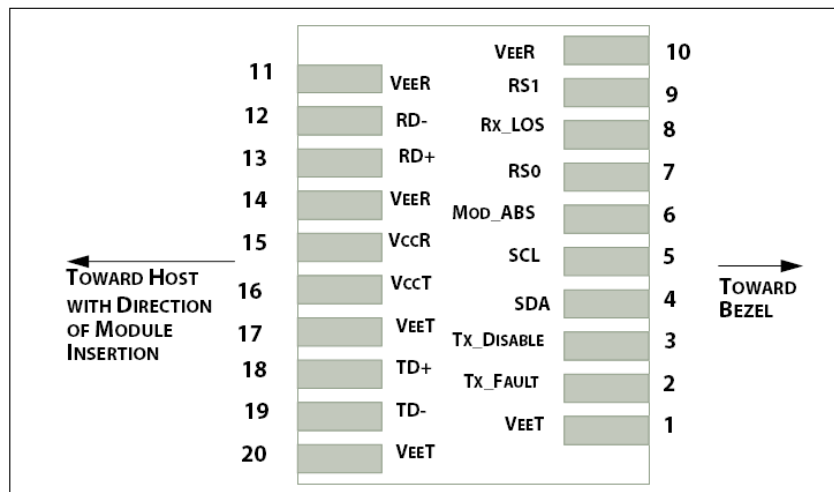 VEER 10
11 VEER RS1 9
12 RD- RX_LOS 8
13 RD+ RS0 7
14 VEER MOD_ABS 6
15 VCCR SCL 5
16 VCCT SDA 4
17 VEET TX_DISABLE 3
18 TD+ TX_FAULT 2
19 TD- VEET 1
20 VEET
TOWARD HOST
WITH DIRECTION
OF MODULE
INSERTION
TOWARD
BEZEL